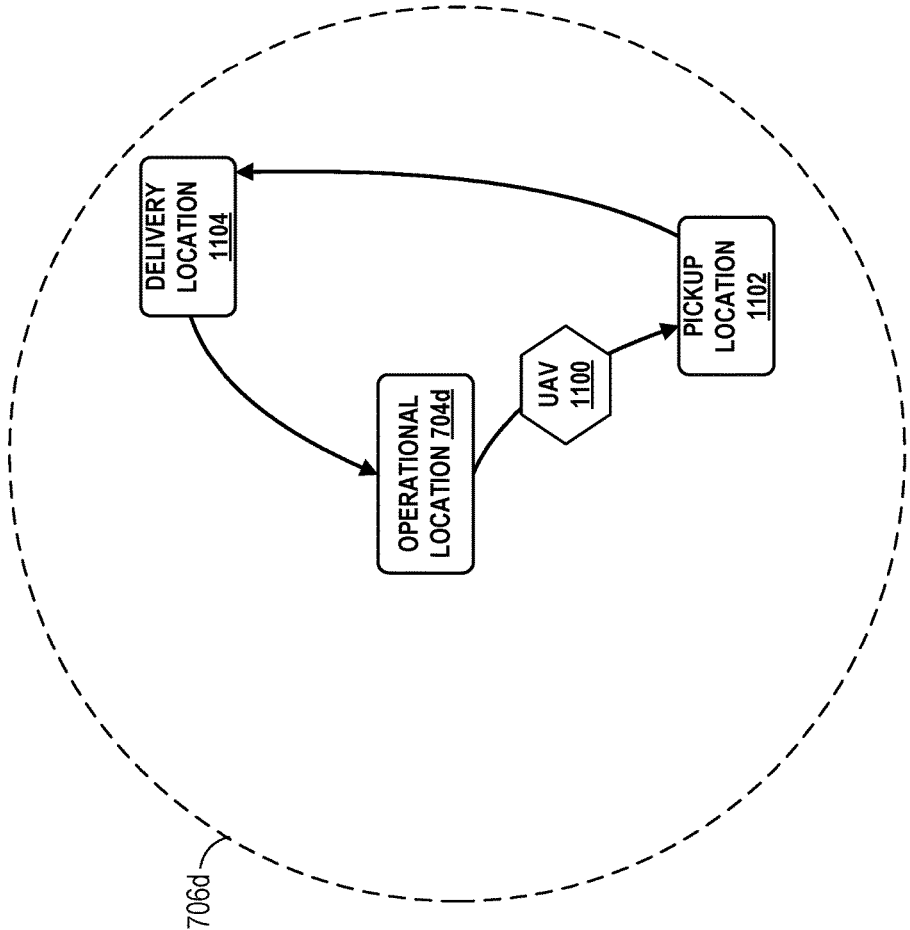 706d
OPERATIONAL
LOCATION 704d
UAV
1100
PICKUP
LOCATION
1102
DELIVERY
LOCATION
1104